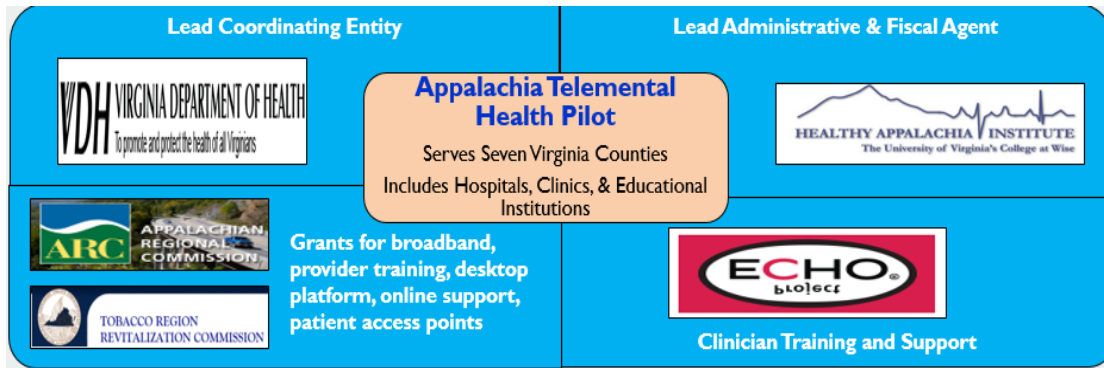 Lead Coordinating Entity
VDH VIRGINIA DEPARTMENT OF HEALTH
To promote and protect the health of all Virginians
Lead Administrative & Fiscal Agent
HEALTHY APPALACHIA INSTITUTE
The University of Virginia's College at Wise
Appalachia Telemental
Health Pilot
Serves Seven Virginia Counties
Includes Hospitals, Clinics, & Educational
Institutions
ARC
APPALACHIAN
REGIONAL
COMMISSION
TOBACCO REGION
REVITALIZATION COMMISSION
Grants for broadband,
provider training, desktop
platform, online support,
patient access points
ECHO®
project
Clinician Training and Support